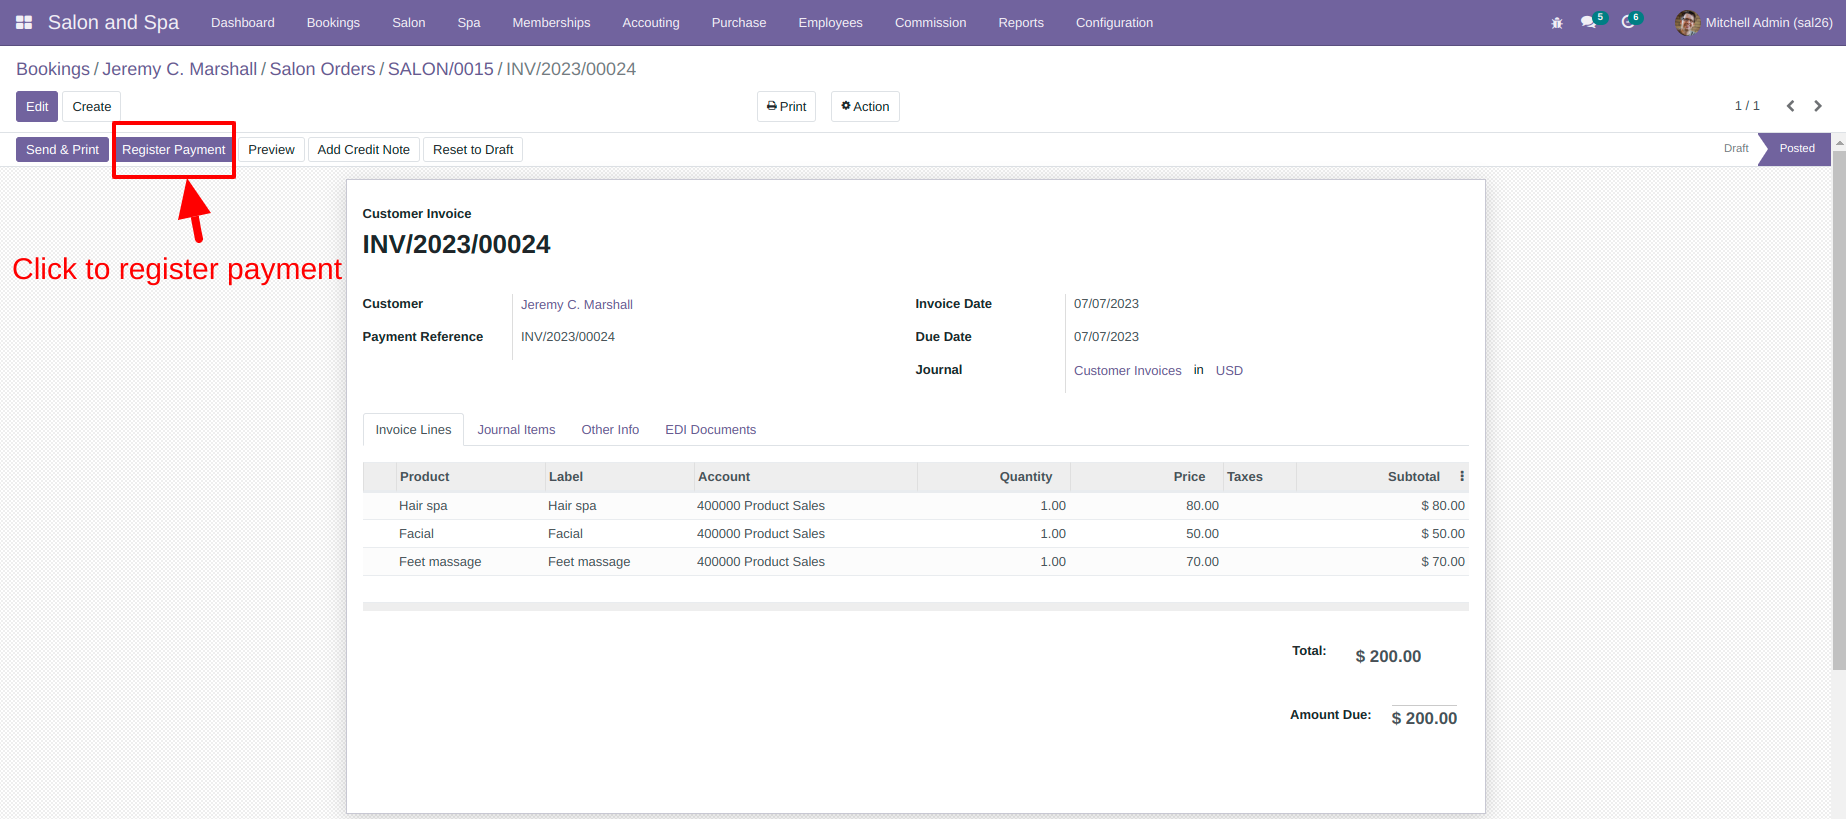 Salon and Spa Dashboard Bookings Salon Spa Memberships Accouting Purchase Employees Commission Reports Configuration 5 6 Mitchell Admin (sal26)
Bookings / Jeremy C. Marshall / Salon Orders / SALON/0015 / INV/2023/00024
Edit Create Print Action 1 / 1
Send & Print Register Payment Preview Add Credit Note Reset to Draft Draft Posted
Click to register payment
Customer Invoice
INV/2023/00024
Customer Jeremy C. Marshall Invoice Date 07/07/2023
Payment Reference INV/2023/00024 Due Date 07/07/2023
Journal Customer Invoices in USD
Invoice Lines Journal Items Other Info EDI Documents
Product Label Account Quantity Price Taxes Subtotal
Hair spa Hair spa 400000 Product Sales 1.00 80.00 $ 80.00
Facial Facial 400000 Product Sales 1.00 50.00 $ 50.00
Feet massage Feet massage 400000 Product Sales 1.00 70.00 $ 70.00
Total: $ 200.00
Amount Due: $ 200.00